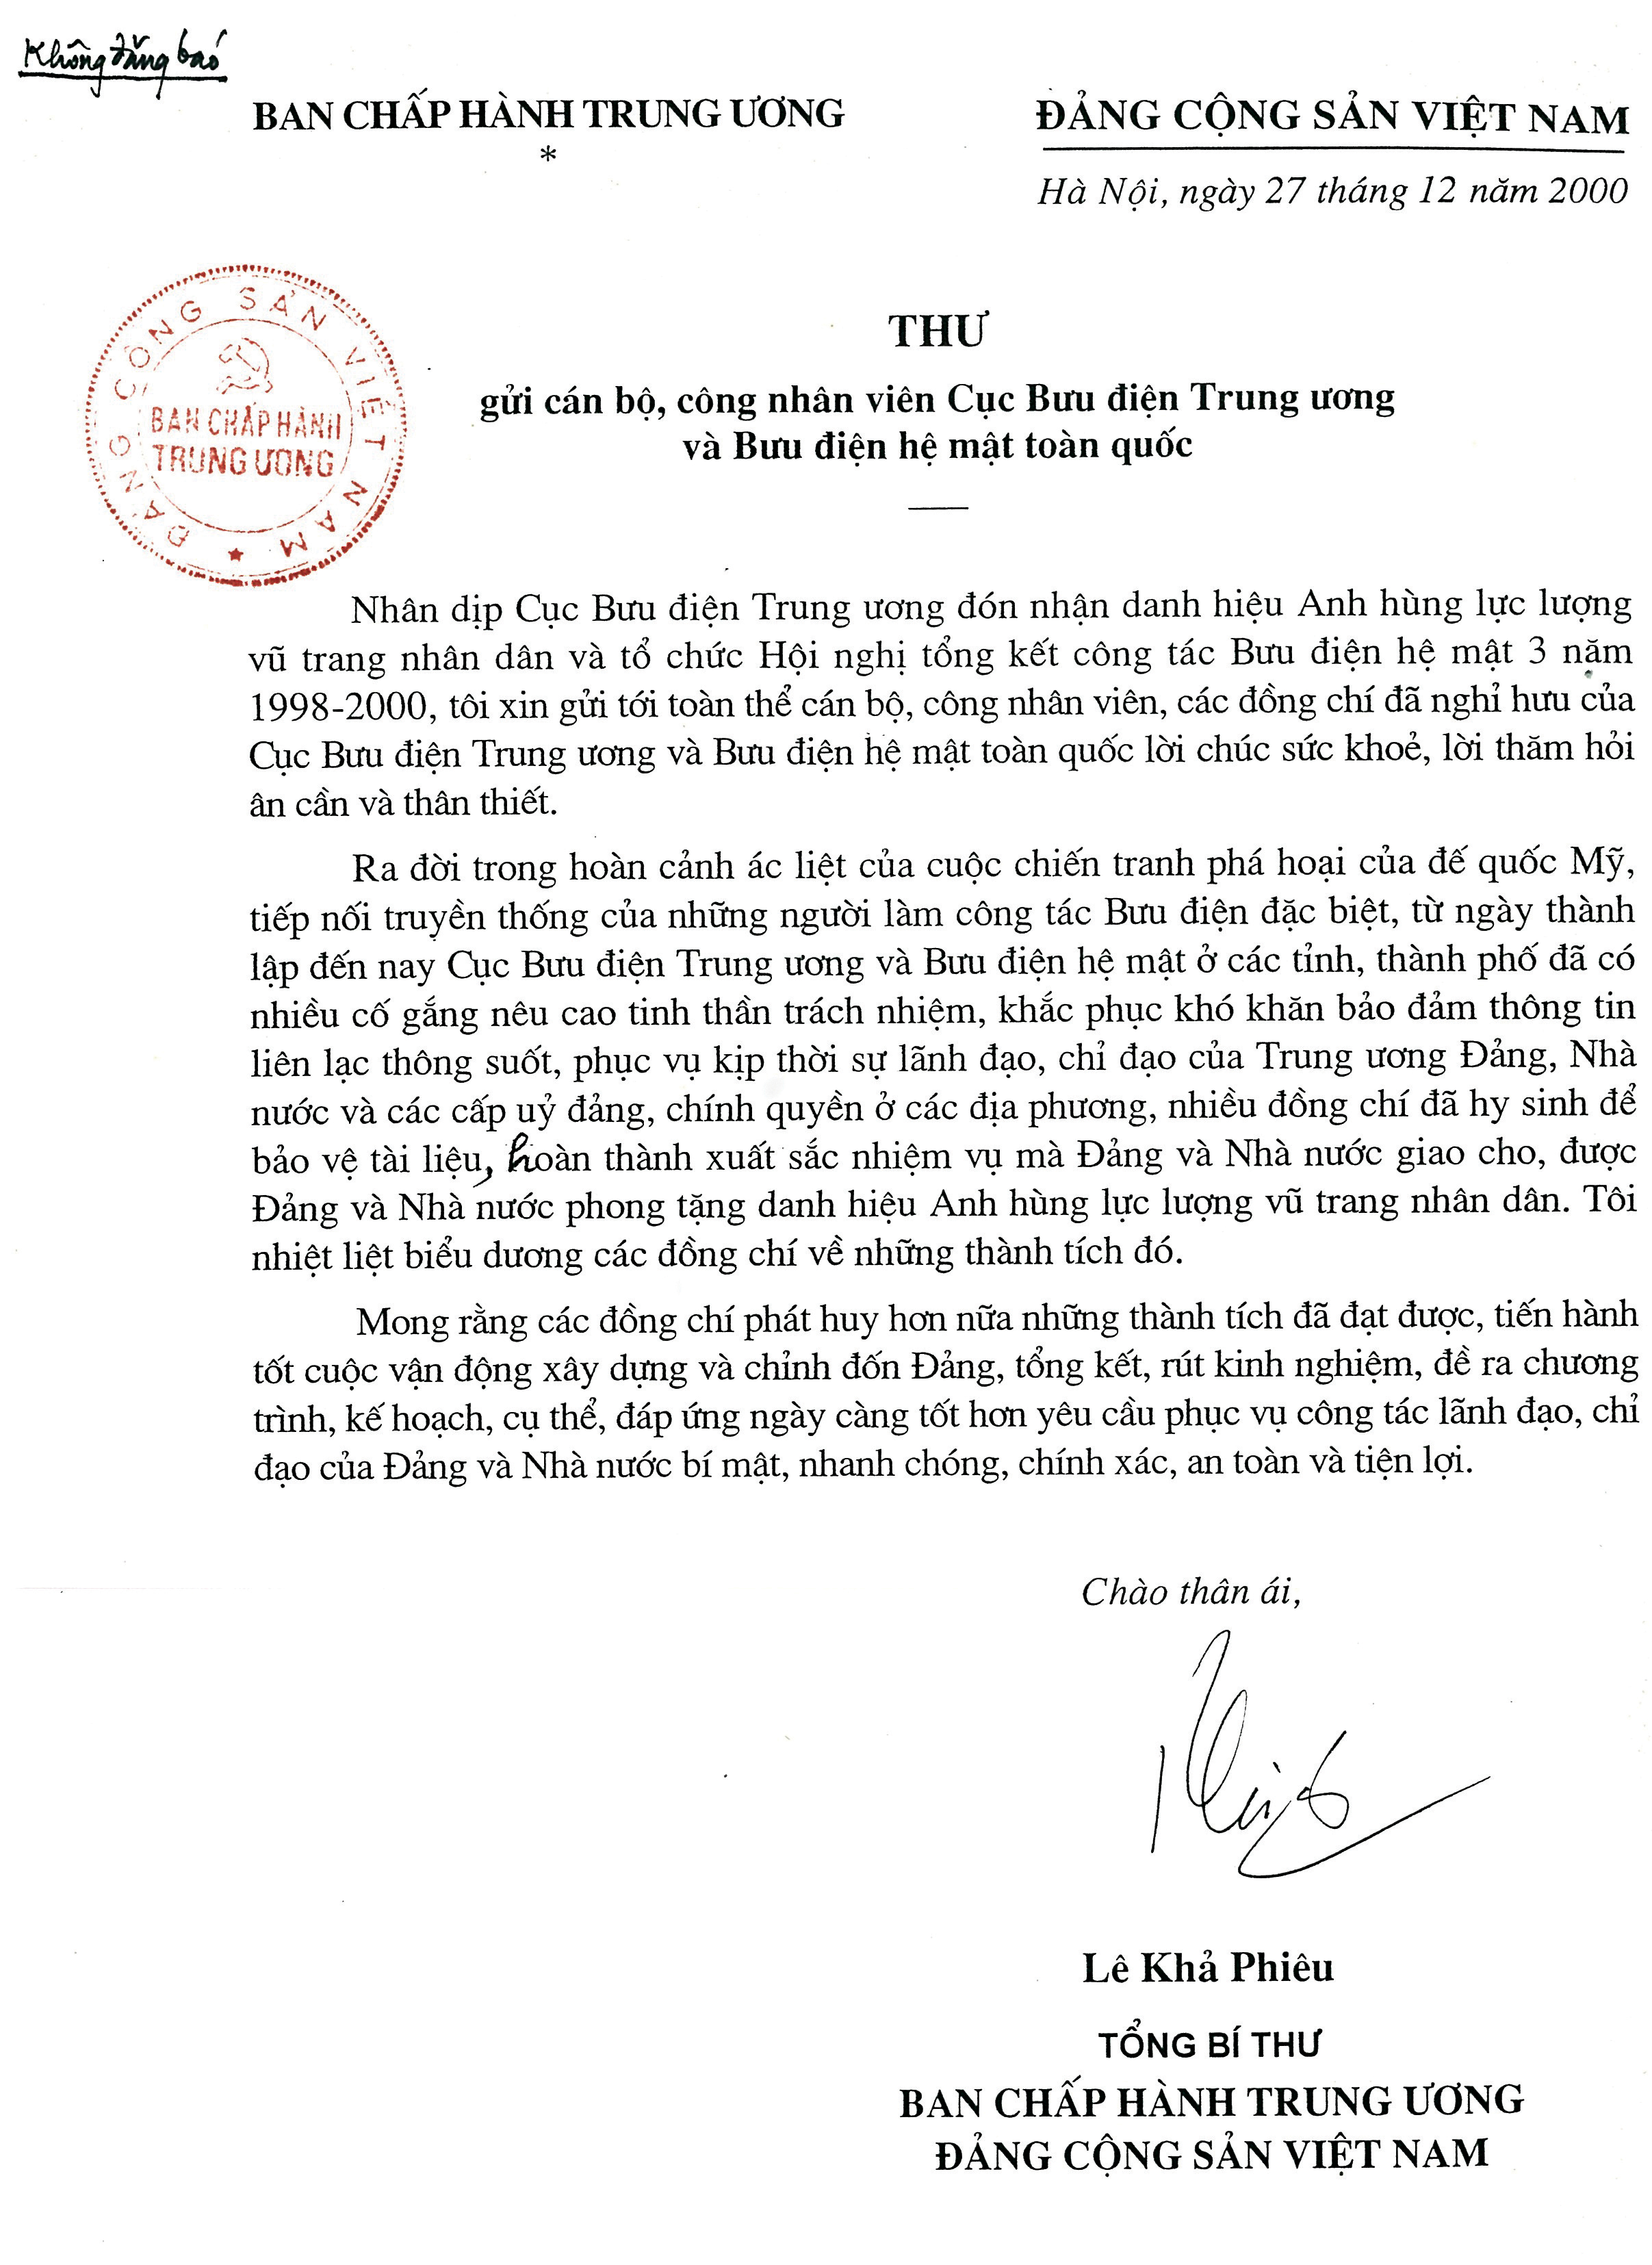 Không đăng báo
BAN CHẤP HÀNH TRUNG ƯƠNG
*
ĐẢNG CỘNG SẢN VIỆT NAM
Hà Nội, ngày 27 tháng 12 năm 2000
ĐẢNG CỘNG SẢN VIỆT NAM
BAN CHẤP HÀNH
TRUNG ƯƠNG
THƯ
gửi cán bộ, công nhân viên Cục Bưu điện Trung ương
và Bưu điện hệ mật toàn quốc
Nhân dịp Cục Bưu điện Trung ương đón nhận danh hiệu Anh hùng lực lượng
vũ trang nhân dân và tổ chức Hội nghị tổng kết công tác Bưu điện hệ mật 3 năm
1998-2000, tôi xin gửi tới toàn thể cán bộ, công nhân viên, các đồng chí đã nghỉ hưu của
Cục Bưu điện Trung ương và Bưu điện hệ mật toàn quốc lời chúc sức khoẻ, lời thăm hỏi
ân cần và thân thiết.
Ra đời trong hoàn cảnh ác liệt của cuộc chiến tranh phá hoại của đế quốc Mỹ,
tiếp nối truyền thống của những người làm công tác Bưu điện đặc biệt, từ ngày thành
lập đến nay Cục Bưu điện Trung ương và Bưu điện hệ mật ở các tỉnh, thành phố đã có
nhiều cố gắng nêu cao tinh thần trách nhiệm, khắc phục khó khăn bảo đảm thông tin
liên lạc thông suốt, phục vụ kịp thời sự lãnh đạo, chỉ đạo của Trung ương Đảng, Nhà
nước và các cấp uỷ đảng, chính quyền ở các địa phương, nhiều đồng chí đã hy sinh để
bảo vệ tài liệu, hoàn thành xuất sắc nhiệm vụ mà Đảng và Nhà nước giao cho, được
Đảng và Nhà nước phong tặng danh hiệu Anh hùng lực lượng vũ trang nhân dân. Tôi
nhiệt liệt biểu dương các đồng chí về những thành tích đó.
Mong rằng các đồng chí phát huy hơn nữa những thành tích đã đạt được, tiến hành
tốt cuộc vận động xây dựng và chỉnh đốn Đảng, tổng kết, rút kinh nghiệm, đề ra chương
trình, kế hoạch, cụ thể, đáp ứng ngày càng tốt hơn yêu cầu phục vụ công tác lãnh đạo, chỉ
đạo của Đảng và Nhà nước bí mật, nhanh chóng, chính xác, an toàn và tiện lợi.
Chào thân ái,
Lê Khả Phiêu
TỔNG BÍ THƯ
BAN CHẤP HÀNH TRUNG ƯƠNG
ĐẢNG CỘNG SẢN VIỆT NAM